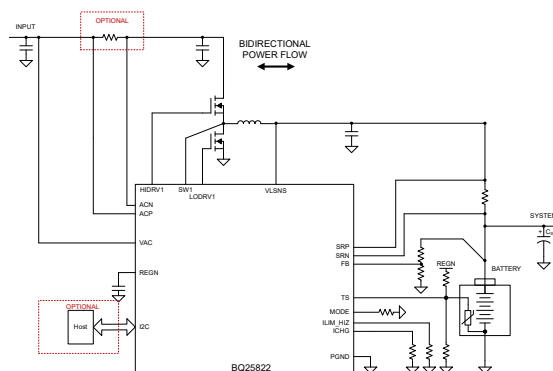 OPTIONAL
INPUT
BIDIRECTIONAL
POWER FLOW
HIDRV1
SW1
LODRV1
VLSNS
ACN
ACP
VAC
REGN
OPTIONAL
Host
I2C
SRP
SRN
FB
TS
MODE
ILIM_HIZ
ICHG
PGND
REGN
SYSTEM
+
BATTERY
BQ25822